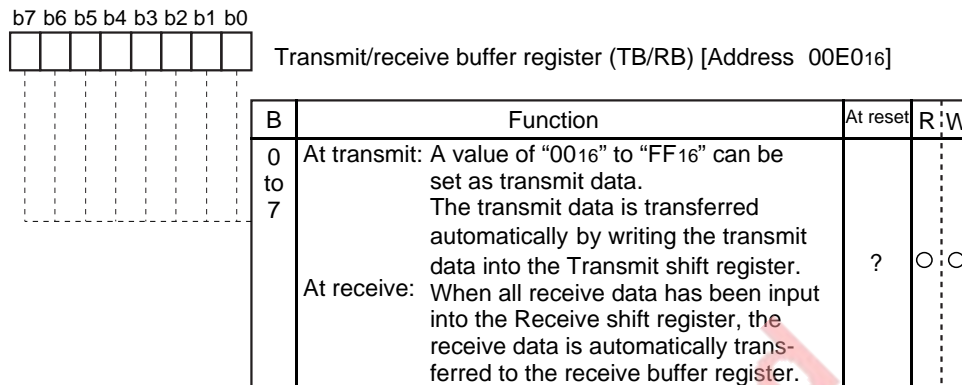 b7 b6 b5 b4 b3 b2 b1 b0
Transmit/receive buffer register (TB/RB) [Address 00E016]
B Function At reset R W
0 to 7
At transmit: A value of “0016” to “FF16” can be
set as transmit data.
The transmit data is transferred
automatically by writing the transmit
data into the Transmit shift register.
? ○ ○
At receive: When all receive data has been input
into the Receive shift register, the
receive data is automatically trans-
ferred to the receive buffer register.